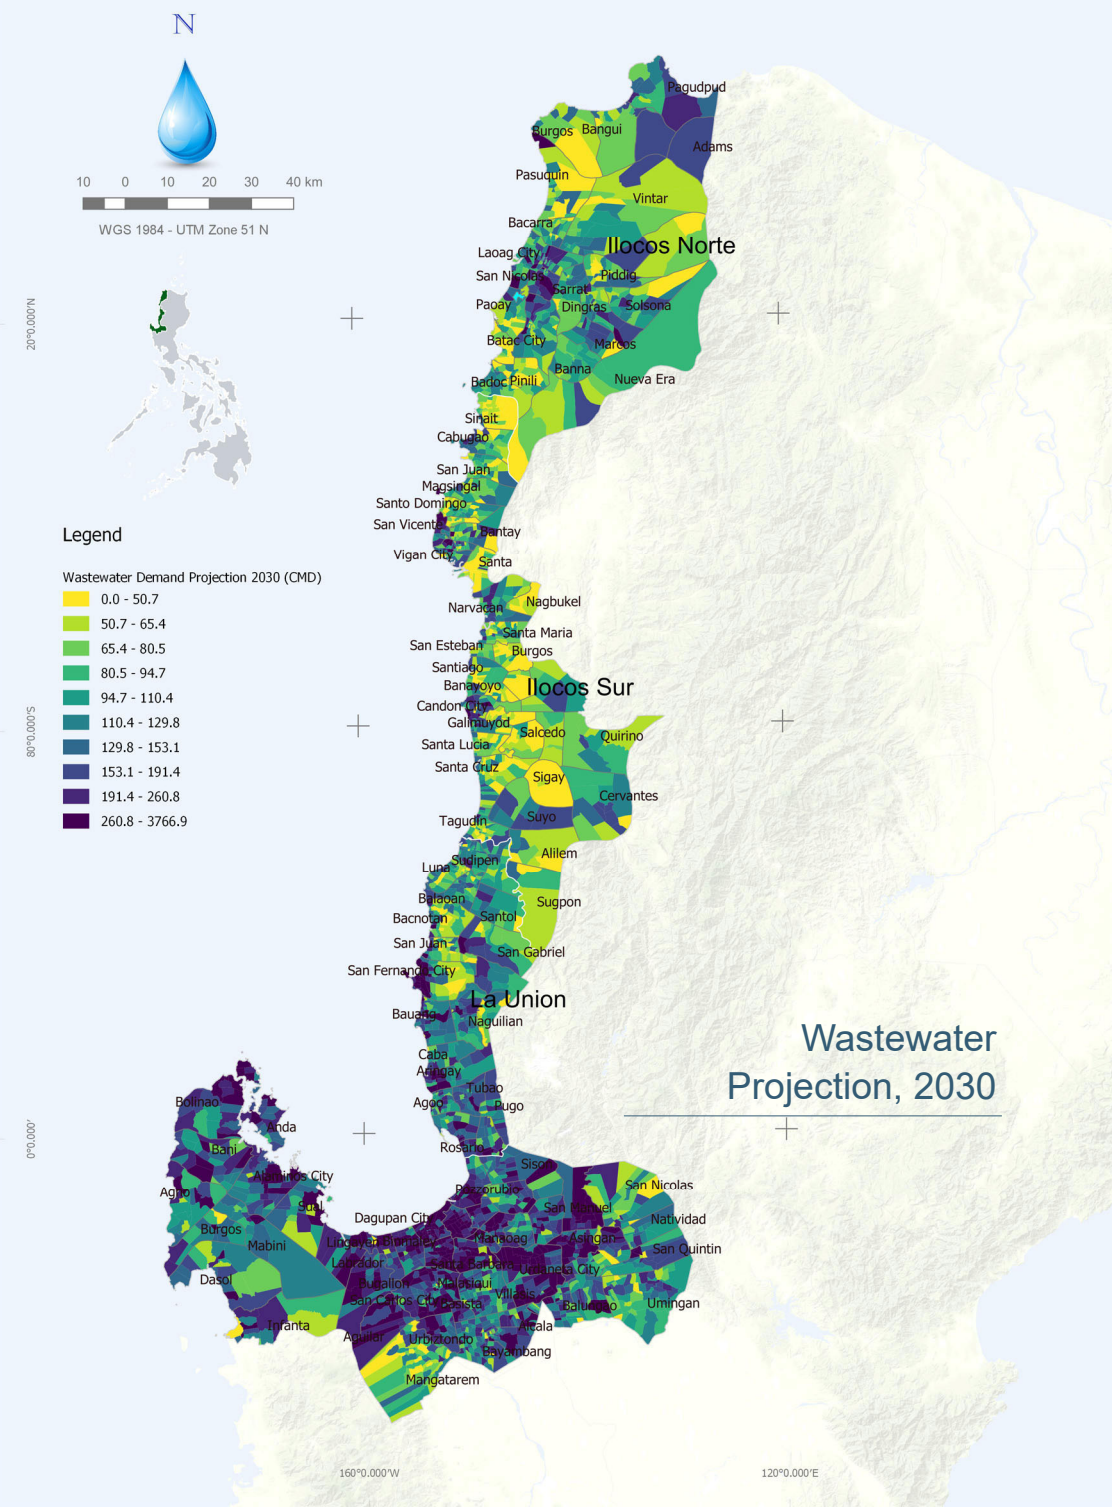 N
10 0 10 20 30 40 km
WGS 1984 - UTM Zone 51 N
Legend
Wastewater Demand Projection 2030 (CMD)
0.0 - 50.7
50.7 - 65.4
65.4 - 80.5
80.5 - 94.7
94.7 - 110.4
110.4 - 129.8
129.8 - 153.1
153.1 - 191.4
191.4 - 260.8
260.8 - 3766.9
20°0.000'N
80°0.000'S
0°0.000'
160°0.000'W
120°0.000'E
Pagudpud
Burgos
Bangui
Adams
Pasuquin
Vintar
Bacarra
Ilocos Norte
Laoag City
San Nicolas
Piddig
Sarrat
Paoay
Dingras
Solsona
Batac City
Marcos
Banna
Nueva Era
Badoc
Pinili
Sinait
Cabugao
San Juan
Magsingal
Santo Domingo
San Vicente
Bantay
Vigan City
Santa
Narvacan
Nagbukel
Santa Maria
San Esteban
Burgos
Santiago
Banayoyo
Ilocos Sur
Candon City
Galimuyod
Salcedo
Quirino
Santa Lucia
Santa Cruz
Sigay
Cervantes
Suyo
Tagudin
Alilem
Sudipen
Luna
Balaoan
Sugpon
Bacnotan
Santol
San Juan
San Gabriel
San Fernando City
La Union
Bauang
Naguilian
Caba
Aringay
Tubao
Agoo
Pugo
Rosario
Wastewater
Projection, 2030
Bolinao
Anda
Bani
Alaminos City
Agno
Sual
Burgos
Mabini
Dasol
Infanta
Sison
Pozzorubio
San Nicolas
San Manuel
Dagupan City
Natividad
Lingayen
Binmaley
Mangaldan
Asingan
San Quintin
Labrador
Santa Barbara
Urdaneta City
Bugallon
Malasiqui
Villasis
San Carlos City
Basista
Balungao
Umingan
Alcala
Aguilar
Urbiztondo
Bayambang
Mangatarem